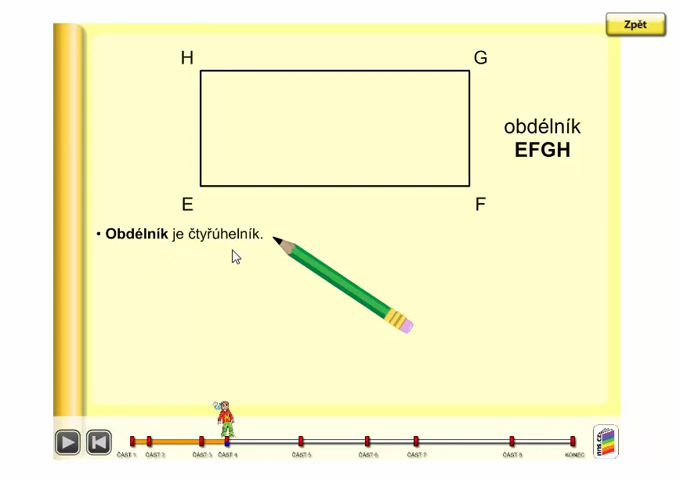 Zpět
H
G
obdélník
EFGH
E
F
• Obdélník je čtyřúhelník.
ČÁST 1
ČÁST 2
ČÁST 3
ČÁST 4
ČÁST 5
ČÁST 6
ČÁST 7
ČÁST 8
KONEC